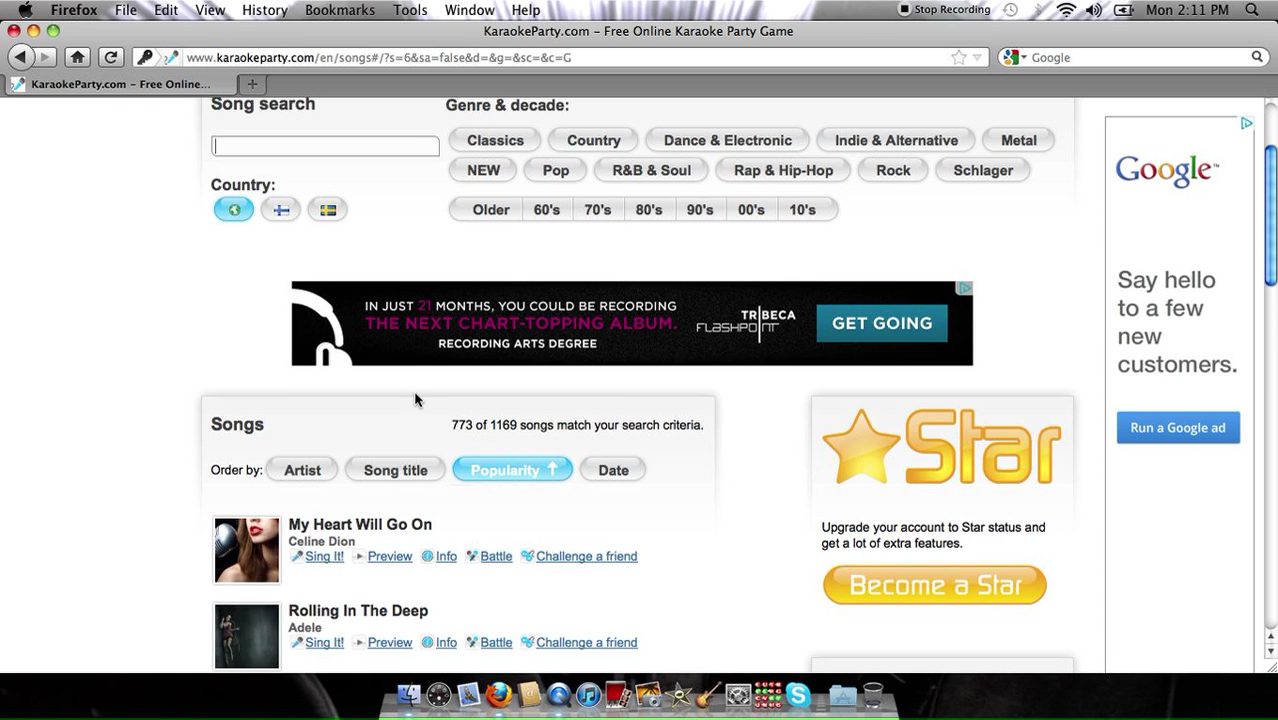 Firefox File Edit View History Bookmarks Tools Window Help Stop Recording Mon 2:11 PM
KaraokeParty.com – Free Online Karaoke Party Game
www.karaokeparty.com/en/songs#/?s=6&sa=false&d=&g=&sc=&c=G
Google
KaraokeParty.com – Free Online...
Song search
Genre & decade:
Classics Country Dance & Electronic Indie & Alternative Metal
NEW Pop R&B & Soul Rap & Hip-Hop Rock Schlager
Country:
Older 60's 70's 80's 90's 00's 10's
IN JUST 21 MONTHS, YOU COULD BE RECORDING
THE NEXT CHART-TOPPING ALBUM.
RECORDING ARTS DEGREE
TRIBECA
FLASHPOINT
GET GOING
Google™
Say hello
to a few
new
customers.
Run a Google ad
Songs
773 of 1169 songs match your search criteria.
Order by: Artist Song title Popularity Date
My Heart Will Go On
Celine Dion
Sing It! Preview Info Battle Challenge a friend
Rolling In The Deep
Adele
Sing It! Preview Info Battle Challenge a friend
Star
Upgrade your account to Star status and
get a lot of extra features.
Become a Star